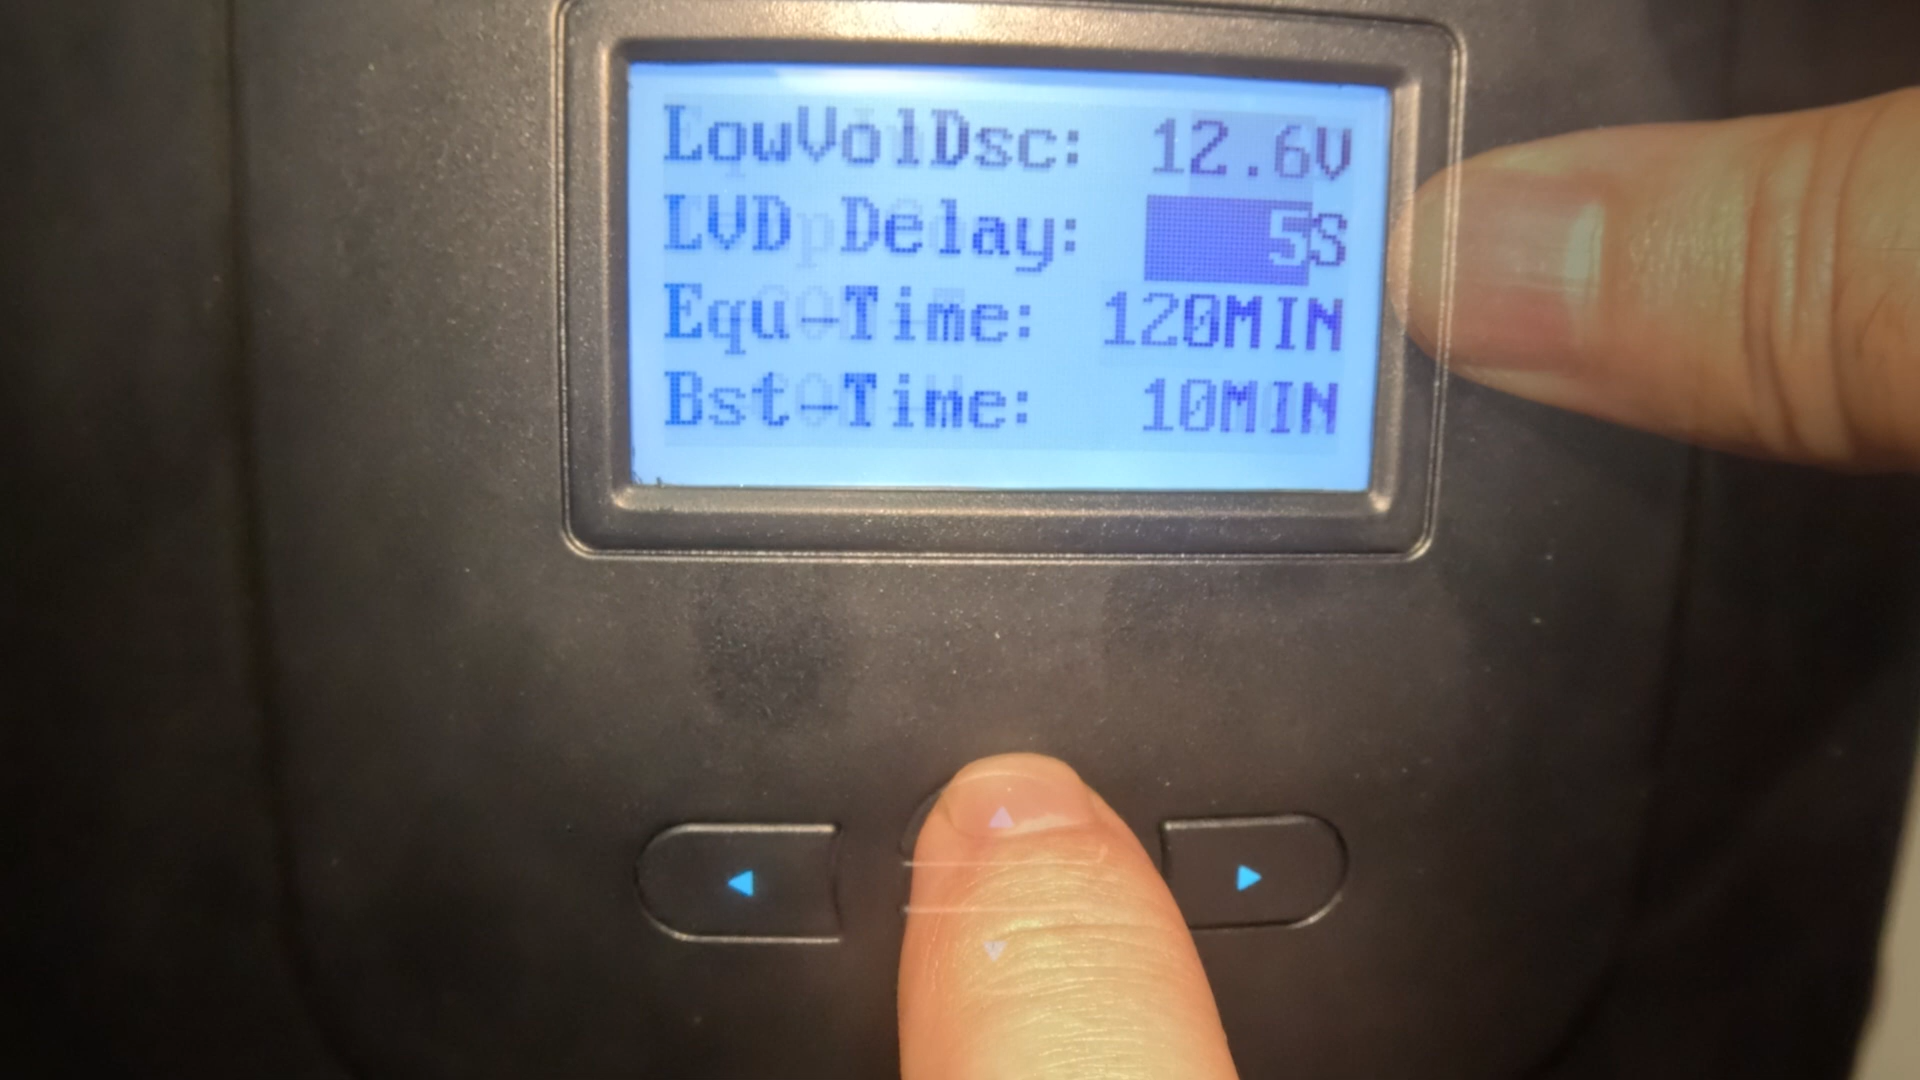 LowVolDsc: 12.6V
LVD Delay: 5S
Equ-Time: 120MIN
Bst-Time: 10MIN